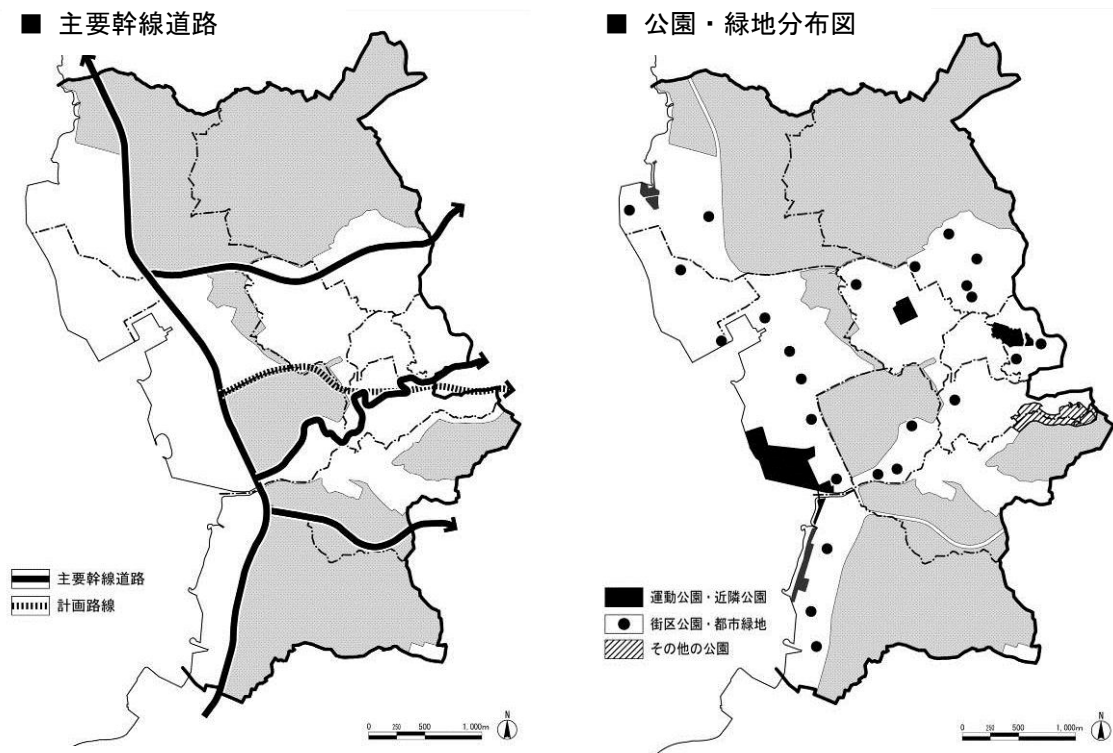 ■ 主要幹線道路
主要幹線道路
計画路線
0 250 500 1,000m
N
■ 公園・緑地分布図
運動公園・近隣公園
街区公園・都市緑地
その他の公園
0 250 500 1,000m
N